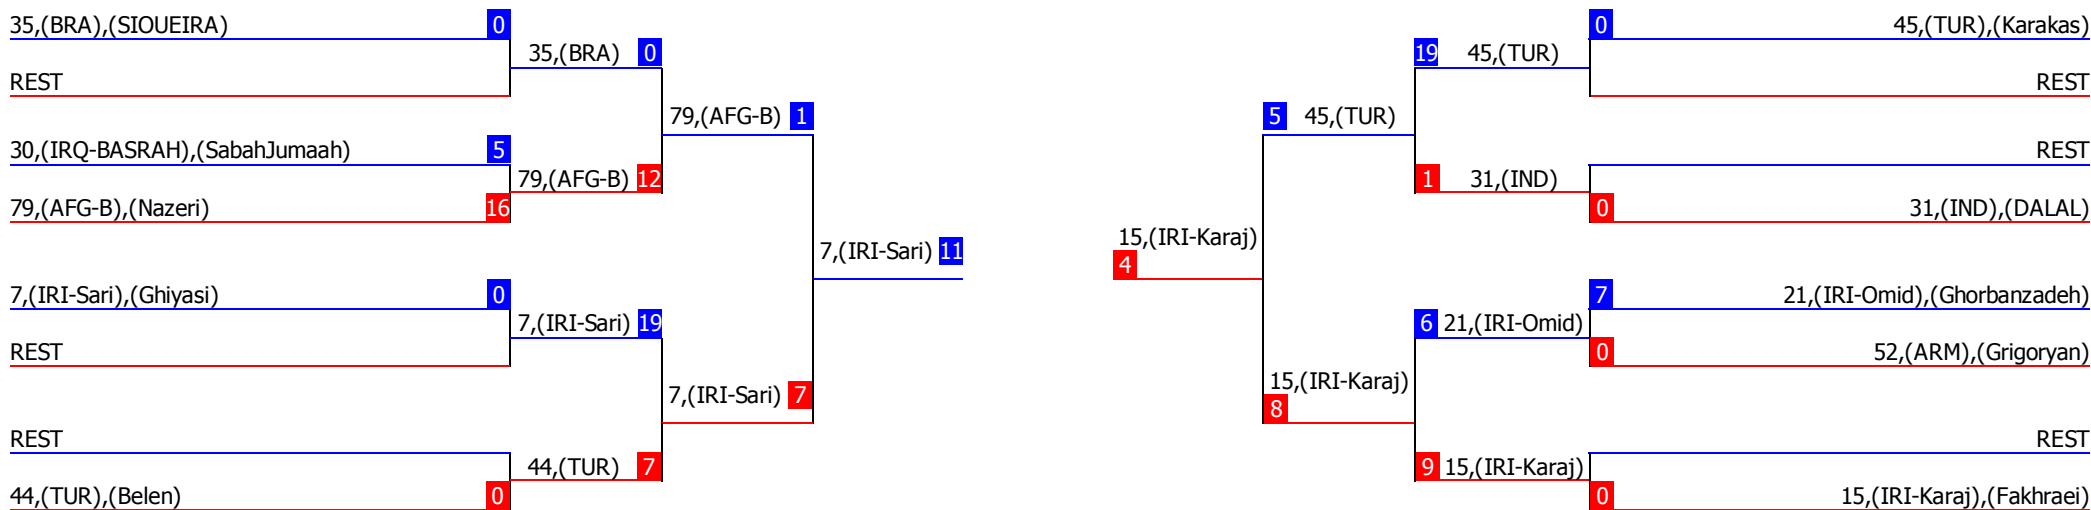 35,(BRA),(SIOUEIRA) 0
REST
35,(BRA) 0
30,(IRQ-BASRAH),(SabahJumaah) 5
79,(AFG-B),(Nazeri) 16
79,(AFG-B) 12
79,(AFG-B) 1
7,(IRI-Sari),(Ghiyasi) 0
REST
7,(IRI-Sari) 19
REST
44,(TUR),(Belen) 0
44,(TUR) 7
7,(IRI-Sari) 7
7,(IRI-Sari) 11
15,(IRI-Karaj)
4
5 45,(TUR)
19 45,(TUR)
0 45,(TUR),(Karakas)
REST
1 31,(IND)
REST
0 31,(IND),(DALAL)
15,(IRI-Karaj)
8
6 21,(IRI-Omid)
7 21,(IRI-Omid),(Ghorbanzadeh)
0 52,(ARM),(Grigoryan)
9 15,(IRI-Karaj)
REST
0 15,(IRI-Karaj),(Fakhraei)